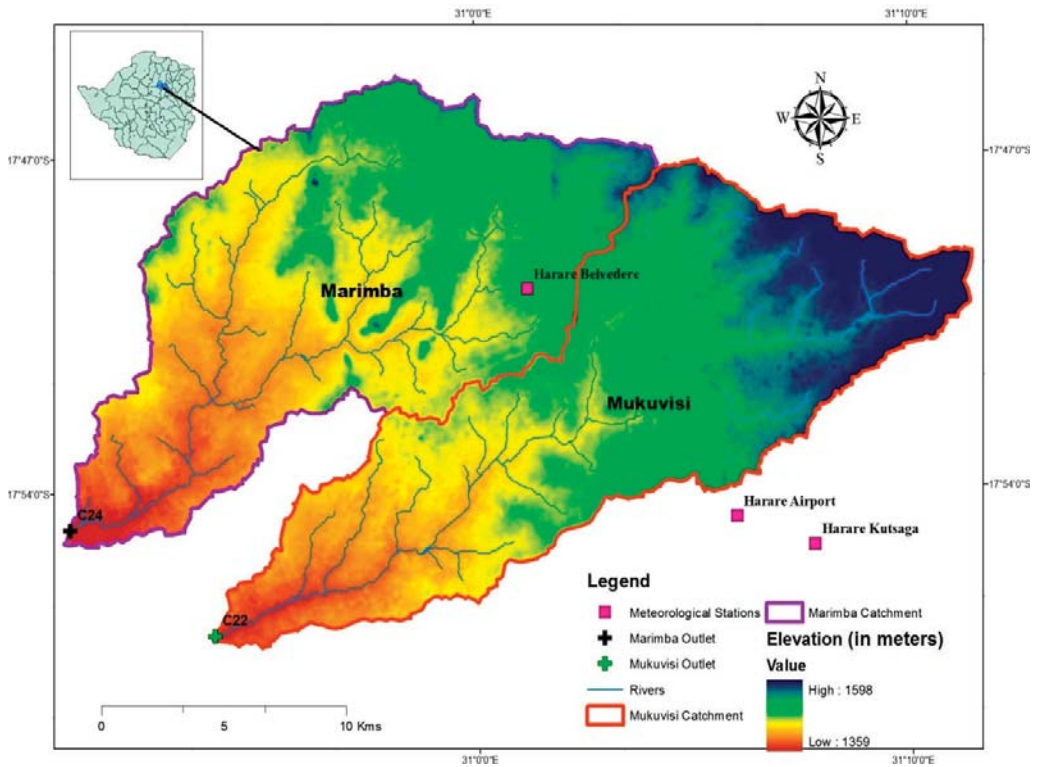 31°0'0"E
31°10'0"E
N
W
E
S
17°47'0"S
17°47'0"S
Harare Belvedere
Marimba
Mukuvisi
17°54'0"S
17°54'0"S
C24
Harare Airport
Harare Kutsaga
C22
Legend
Meteorological Stations
Marimba Outlet
Mukuvisi Outlet
Rivers
Mukuvisi Catchment
Marimba Catchment
Elevation (in meters)
Value
High : 1598
Low : 1359
0
5
10 Kms
31°0'0"E
31°10'0"E